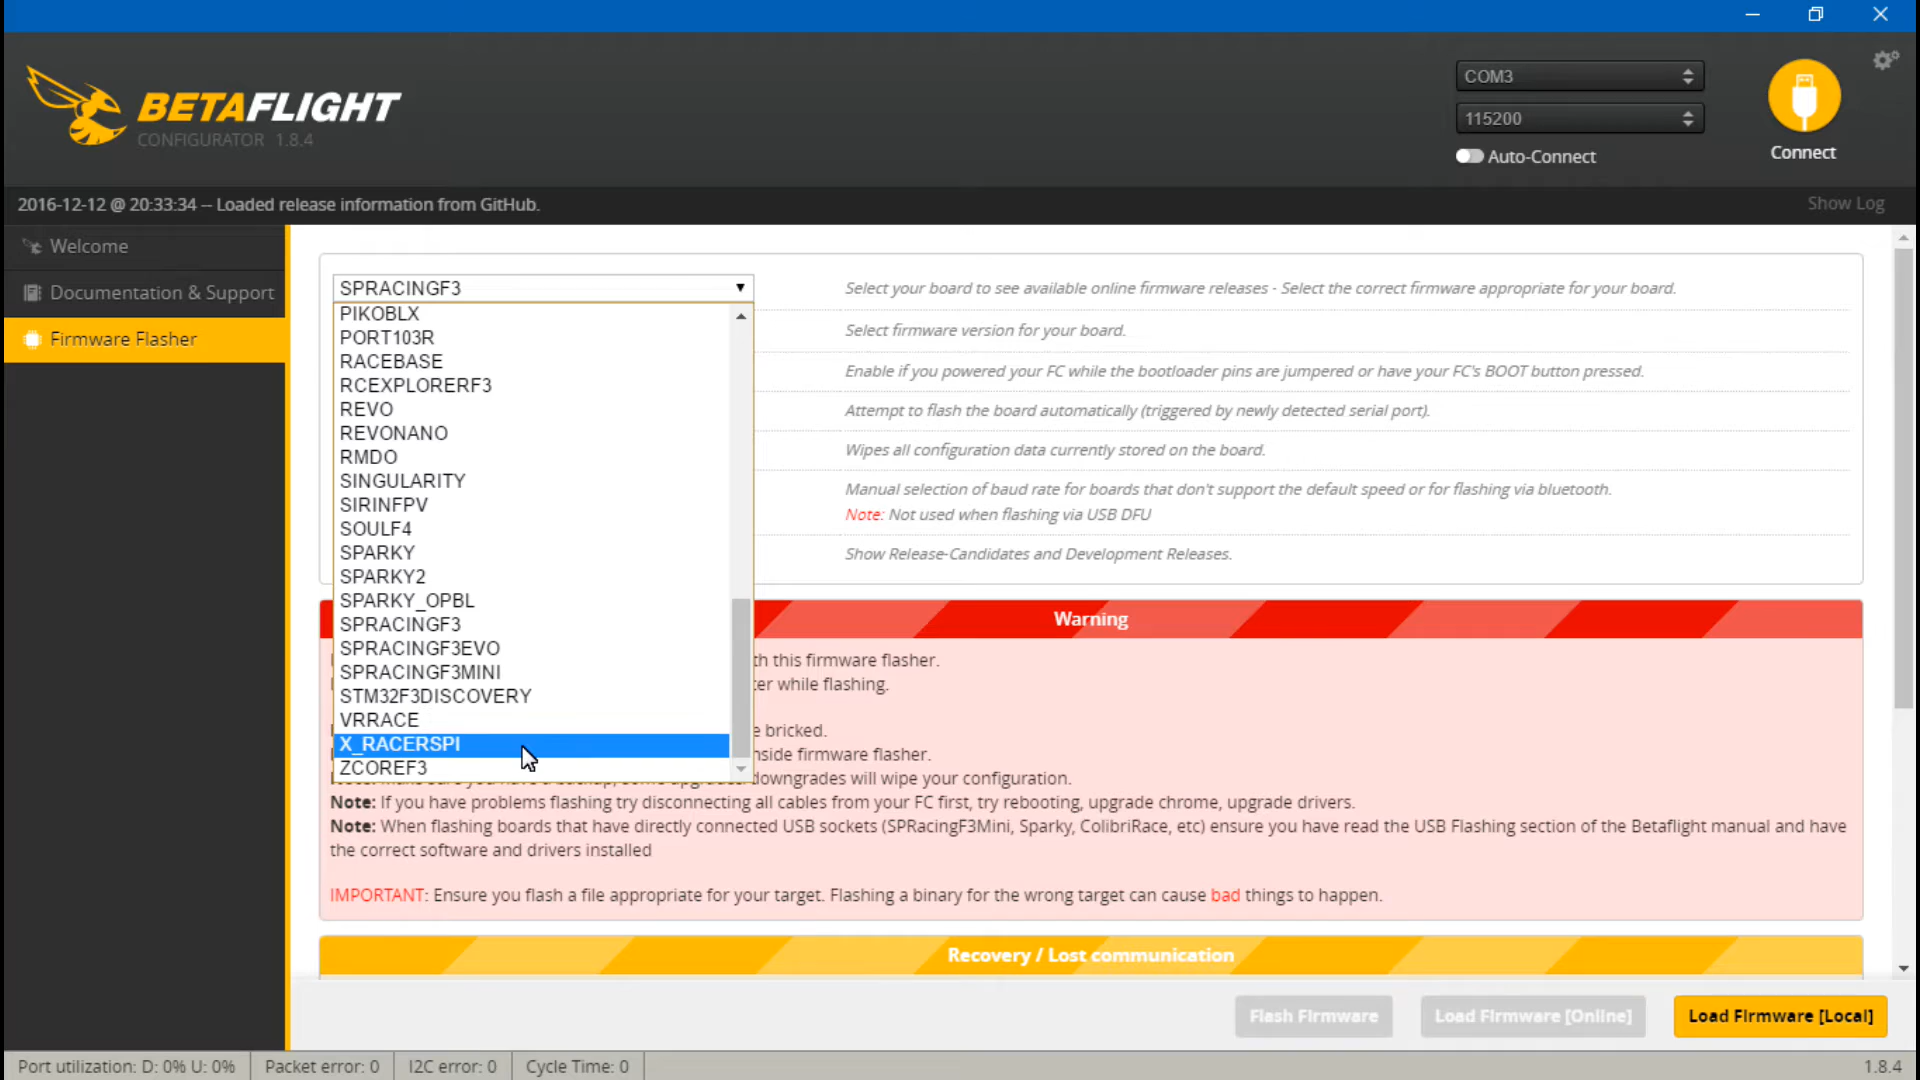 BETAFLIGHT
CONFIGURATOR 1.8.4
COM3
115200
Auto-Connect
Connect
2016-12-12 @ 20:33:34 -- Loaded release information from GitHub.
Show Log
Welcome
Documentation & Support
Firmware Flasher
SPRACINGF3
PIKOBLX
PORT103R
RACEBASE
RCEXPLORERF3
REVO
REVONANO
RMDO
SINGULARITY
SIRINFPV
SOULF4
SPARKY
SPARKY2
SPARKY_OPBL
SPRACINGF3
SPRACINGF3EVO
SPRACINGF3MINI
STM32F3DISCOVERY
VRRACE
X_RACERSPI
ZCOREF3
Select your board to see available online firmware releases - Select the correct firmware appropriate for your board.
Select firmware version for your board.
Enable if you powered your FC while the bootloader pins are jumpered or have your FC's BOOT button pressed.
Attempt to flash the board automatically (triggered by newly detected serial port).
Wipes all configuration data currently stored on the board.
Manual selection of baud rate for boards that don't support the default speed or for flashing via bluetooth.
Note: Not used when flashing via USB DFU
Show Release-Candidates and Development Releases.
Warning
th this firmware flasher.
ter while flashing.
e bricked.
nside firmware flasher.
downgrades will wipe your configuration.
Note: If you have problems flashing try disconnecting all cables from your FC first, try rebooting, upgrade chrome, upgrade drivers.
Note: When flashing boards that have directly connected USB sockets (SPRacingF3Mini, Sparky, ColibriRace, etc) ensure you have read the USB Flashing section of the Betaflight manual and have
the correct software and drivers installed
IMPORTANT: Ensure you flash a file appropriate for your target. Flashing a binary for the wrong target can cause bad things to happen.
Recovery / Lost communication
Flash Firmware
Load Firmware [Online]
Load Firmware [Local]
Port utilization: D: 0% U: 0%
Packet error: 0
I2C error: 0
Cycle Time: 0
1.8.4